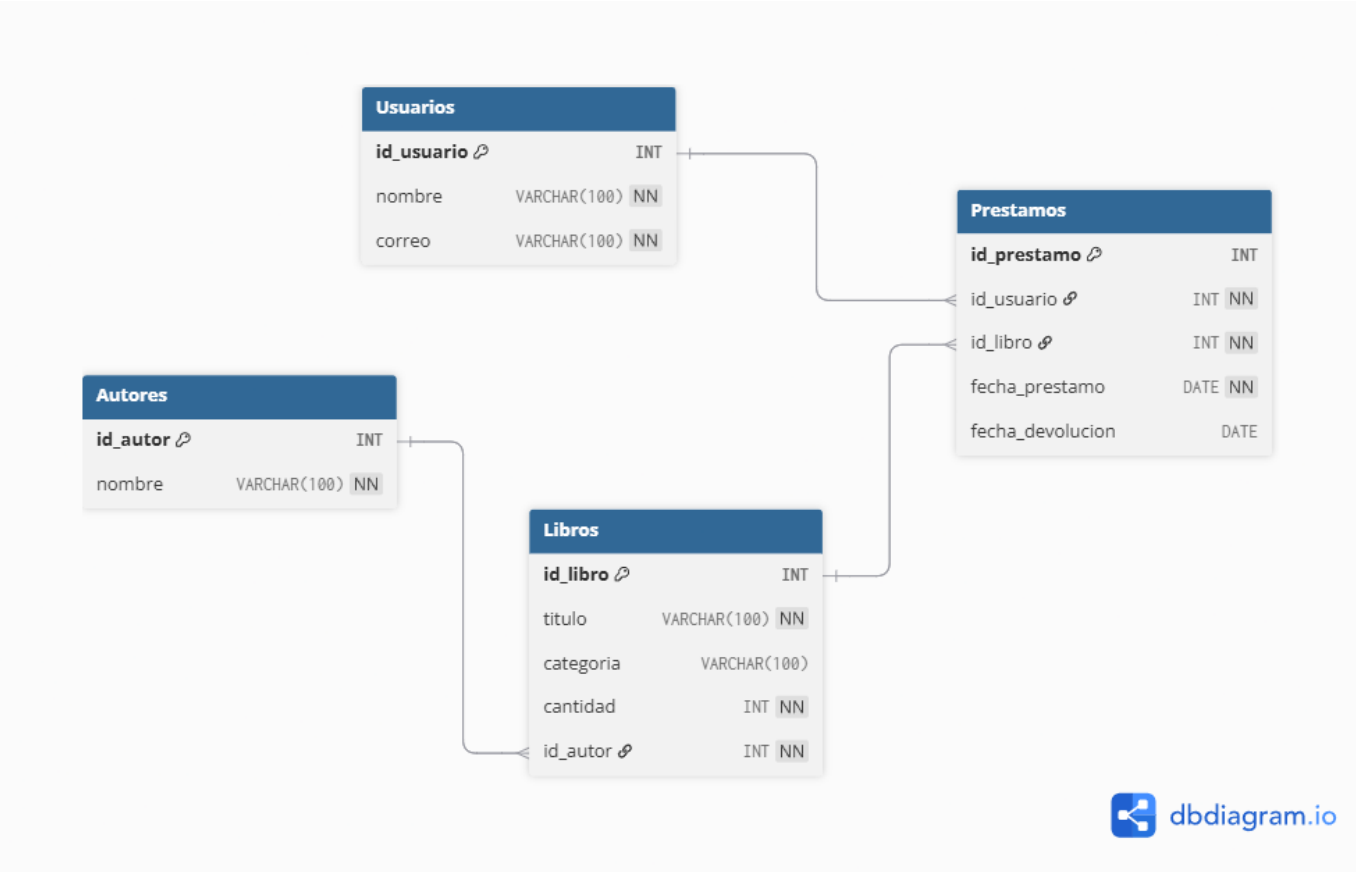 Usuarios
id_usuario INT
nombre VARCHAR(100) NN
correo VARCHAR(100) NN
Prestamos
id_prestamo INT
id_usuario INT NN
id_libro INT NN
fecha_prestamo DATE NN
fecha_devolucion DATE
Autores
id_autor INT
nombre VARCHAR(100) NN
Libros
id_libro INT
titulo VARCHAR(100) NN
categoria VARCHAR(100)
cantidad INT NN
id_autor INT NN
dbdiagram.io